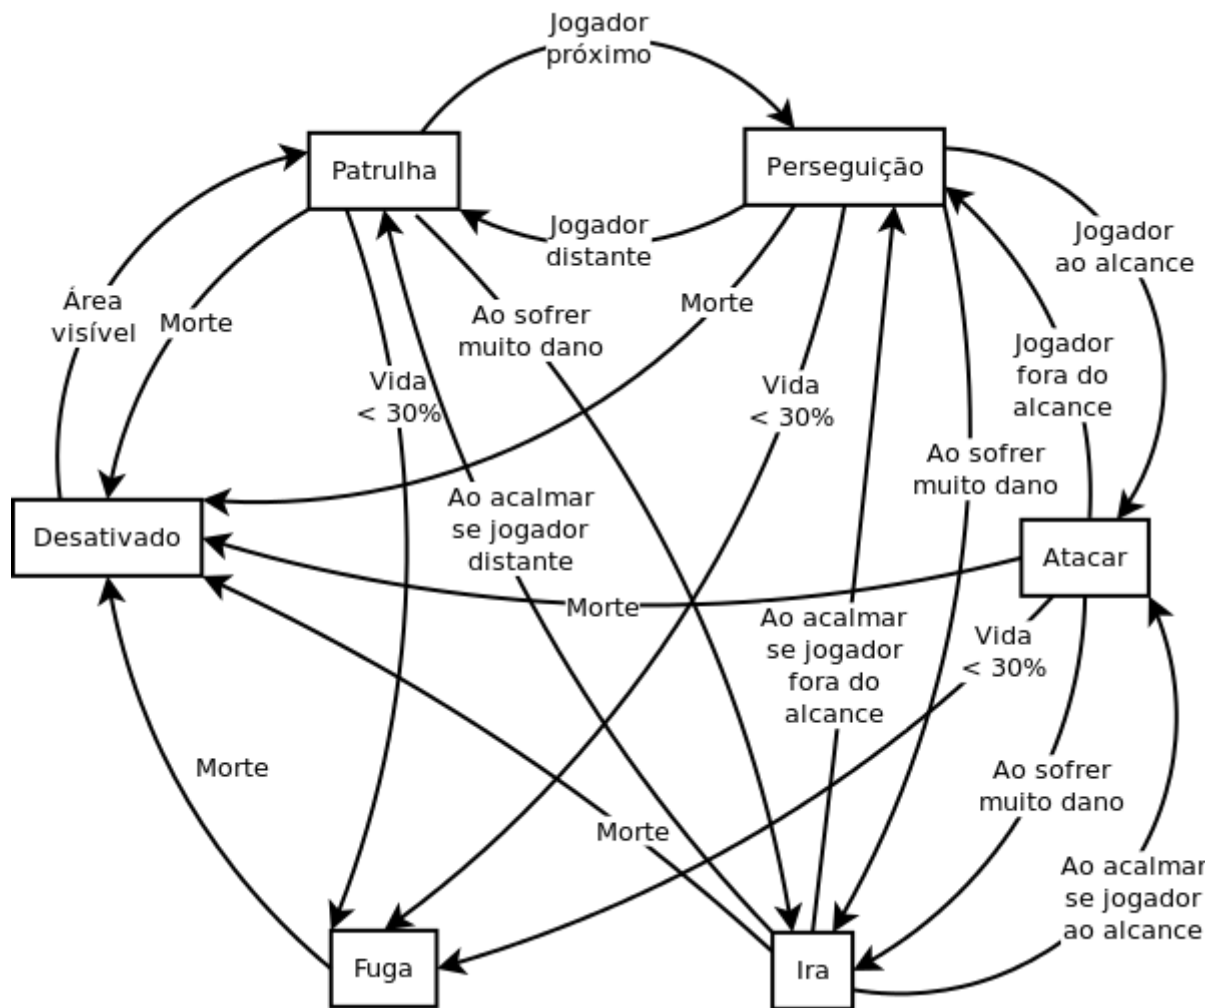 Jogador
próximo
Patrulha
Perseguição
Jogador
distante
Jogador
ao alcance
Área
visível
Morte
Ao sofrer
muito dano
Morte
Vida
< 30%
Vida
< 30%
Jogador
fora do
alcance
Ao sofrer
muito dano
Ao acalmar
se jogador
distante
Desativado
Atacar
Morte
Ao acalmar
se jogador
fora do
alcance
Vida
< 30%
Morte
Ao sofrer
muito dano
Morte
Ao acalmar
se jogador
ao alcance
Fuga
Ira